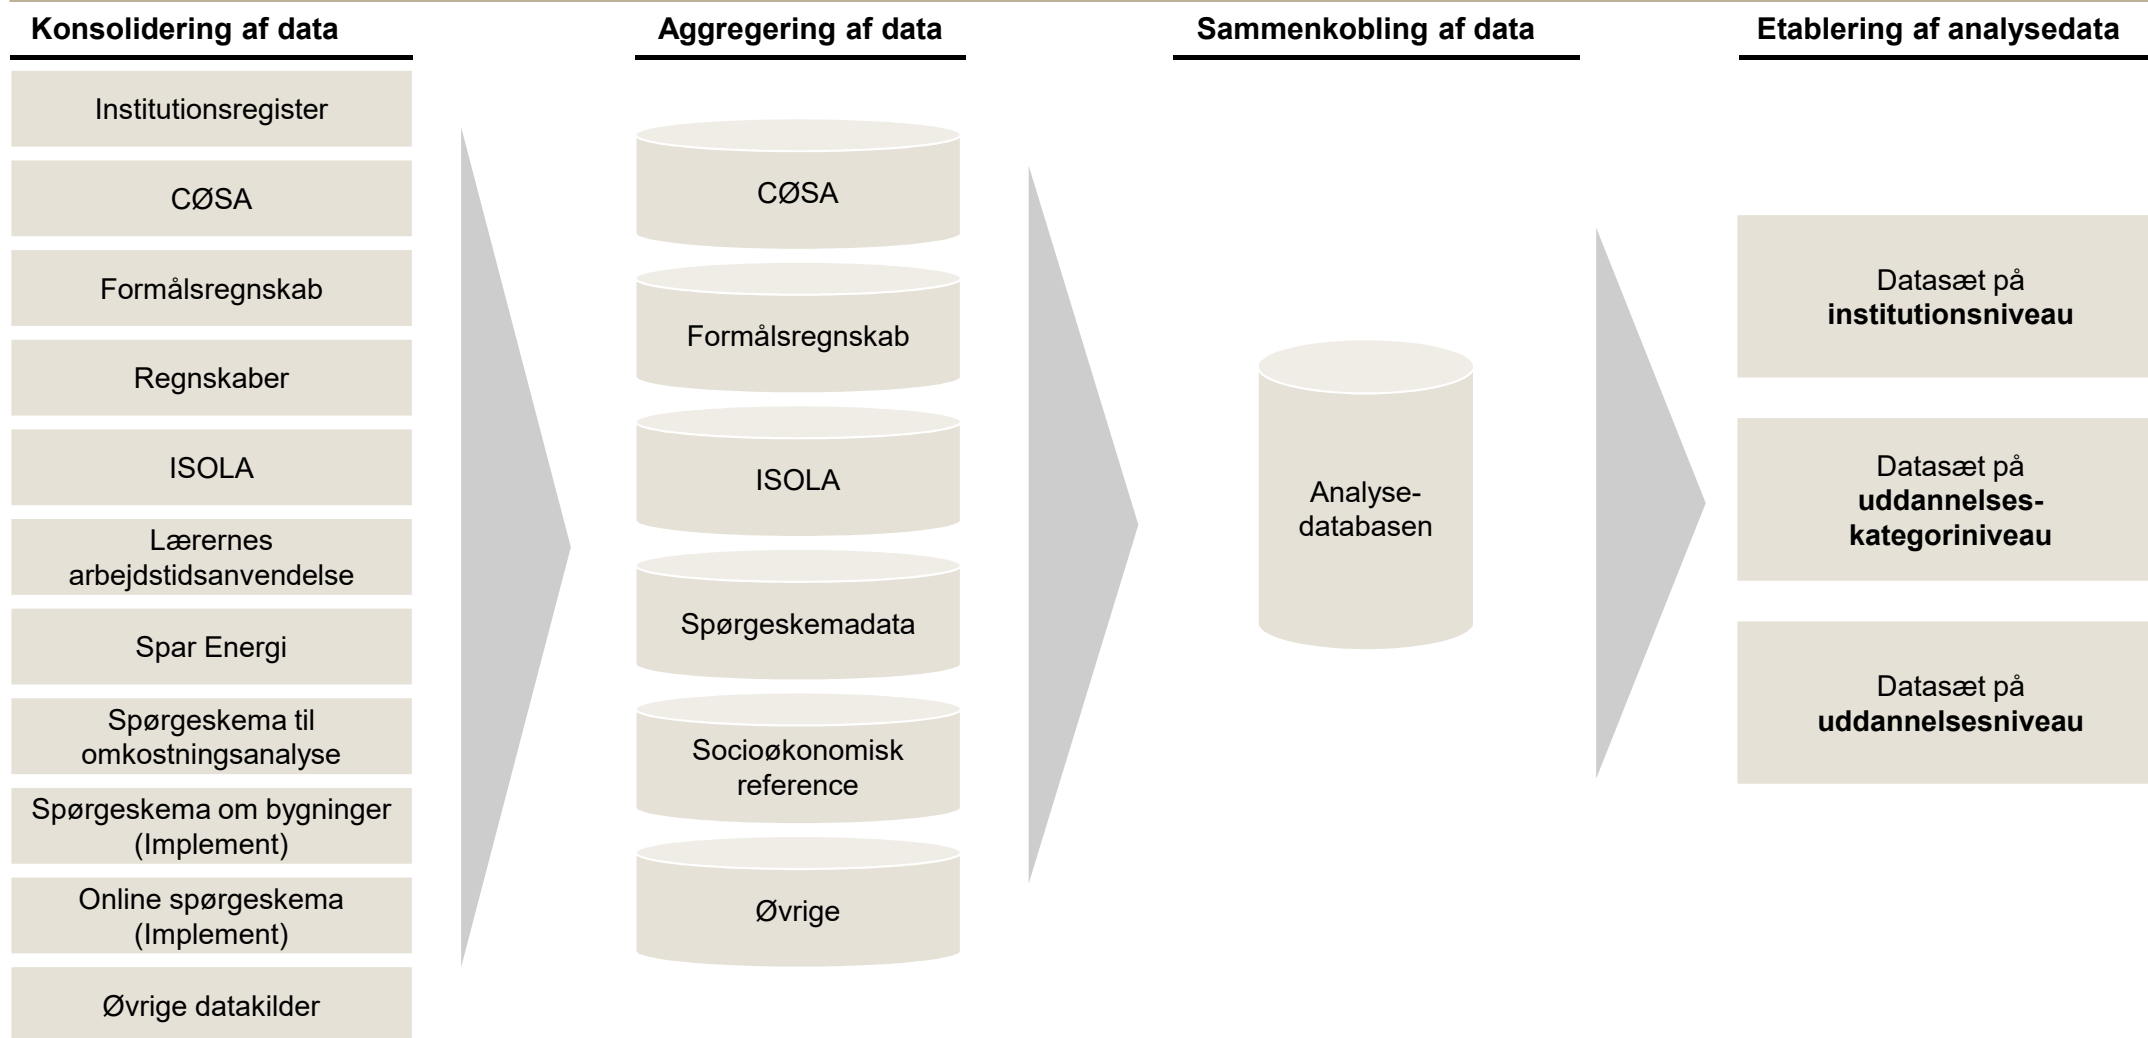 Konsolidering af data
Institutionsregister
CØSA
Formålsregnskab
Regnskaber
ISOLA
Lærernes
arbejdstidsanvendelse
Spar Energi
Spørgeskema til
omkostningsanalyse
Spørgeskema om bygninger
(Implement)
Online spørgeskema
(Implement)
Øvrige datakilder
Aggregering af data
CØSA
Formålsregnskab
ISOLA
Spørgeskemadata
Socioøkonomisk
reference
Øvrige
Sammenkobling af data
Analyse-
databasen
Etablering af analysedata
Datasæt på
institutionsniveau
Datasæt på
uddannelses-
kategoriniveau
Datasæt på
uddannelsesniveau